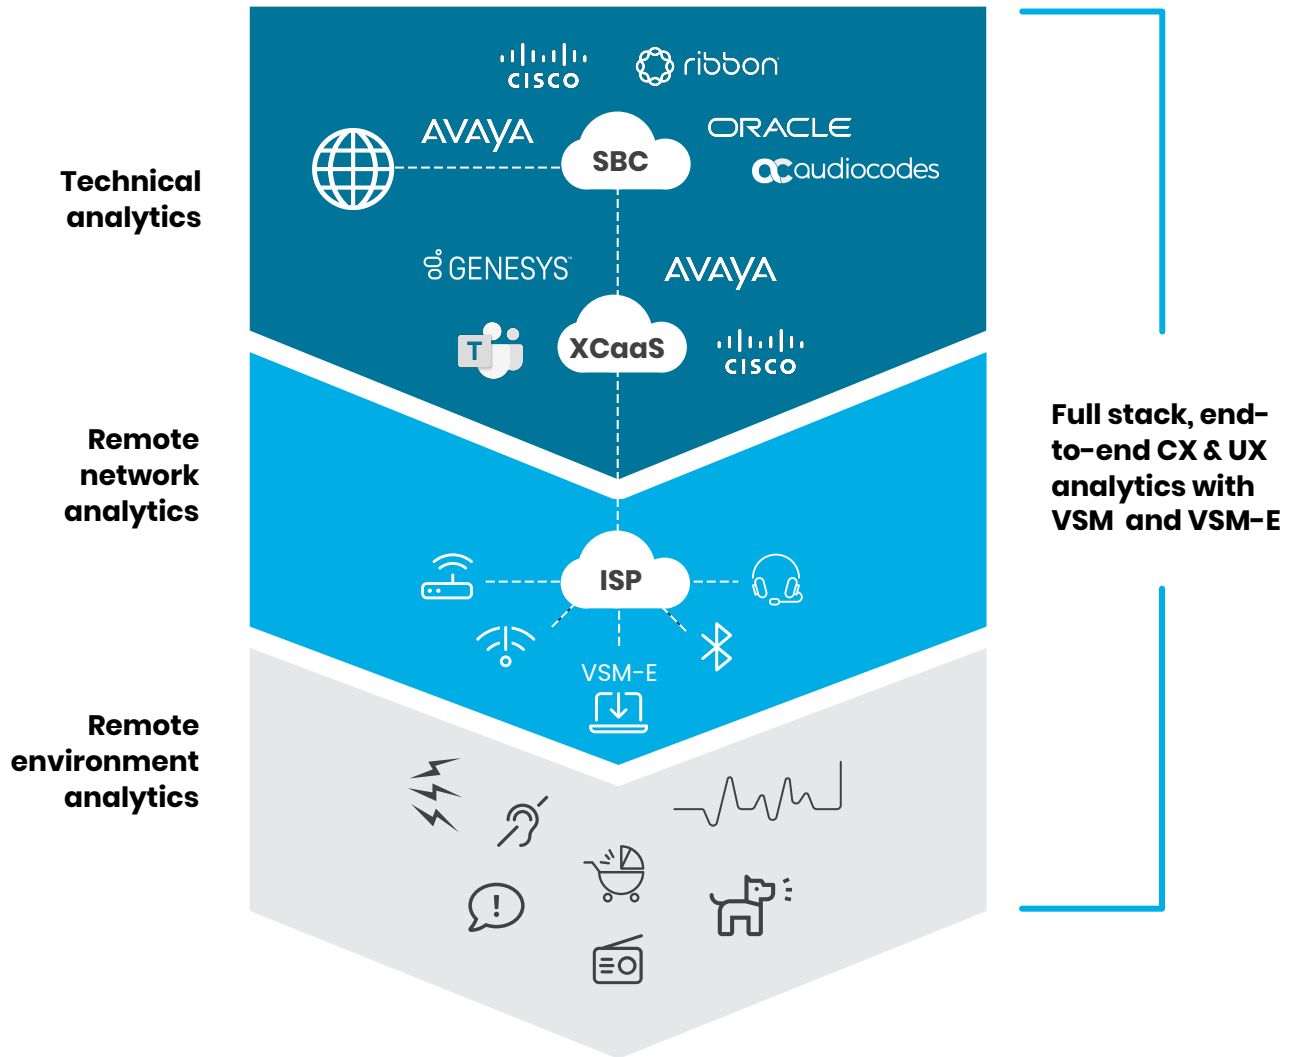 CISCO
ribbon
AVAYA
SBC
ORACLE
audiocodes
Technical
analytics
GENESYS™
AVAYA
T
XCaaS
CISCO
Remote
network
analytics
Full stack, end-
to-end CX & UX
analytics with
VSM and VSM-E
ISP
VSM-E
Remote
environment
analytics
!